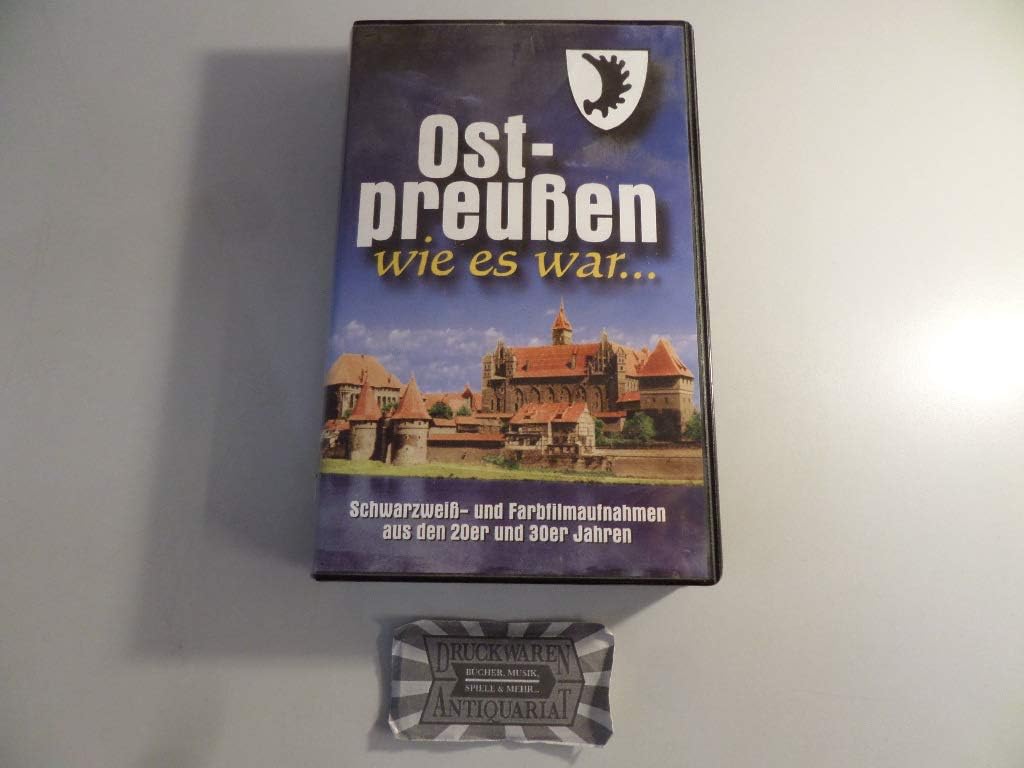 Ost-
preußen
wie es war...
Schwarzweiß- und Farbfilmaufnahmen
aus den 20er und 30er Jahren
DRUCKWAREN
BÜCHER, MUSIK,
SPIELE & MEHR...
ANTIQUARIAT